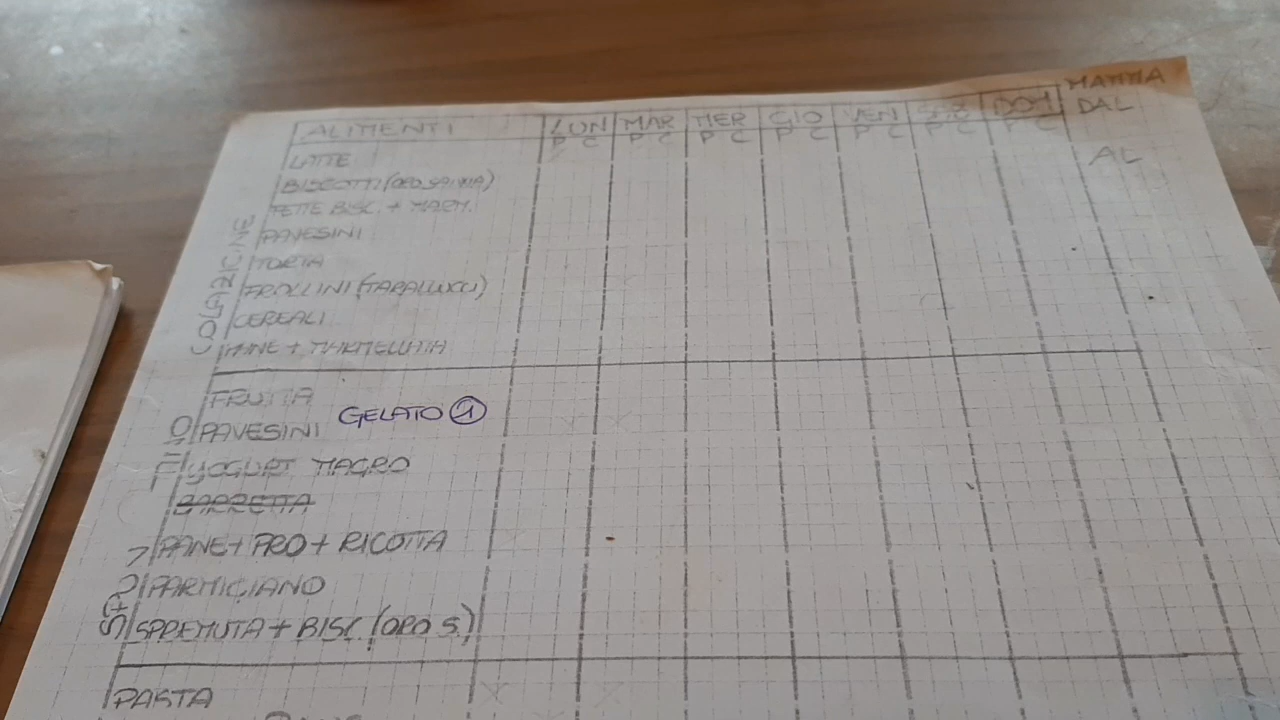 MATTIA
ALIMENTI LUN MAR MER GIO VEN SAB DOM DAL
P C P C P C P C P C P C P C
LATTE AL
BISCOTTI (ORO SAIWA)
FETTE BISC. + MARM.
PAVESINI
TORTA
FROLLINI (TARALLUCCI)
CEREALI
PANE + MARMELLATA
COLAZIONE
FRUTTA
PAVESINI GELATO 1
YOGURT MAGRO
BARRETTA
PANE + PRO + RICOTTA
PARMIGIANO
SPREMUTA + BISC. (ORO S.)
PASTA